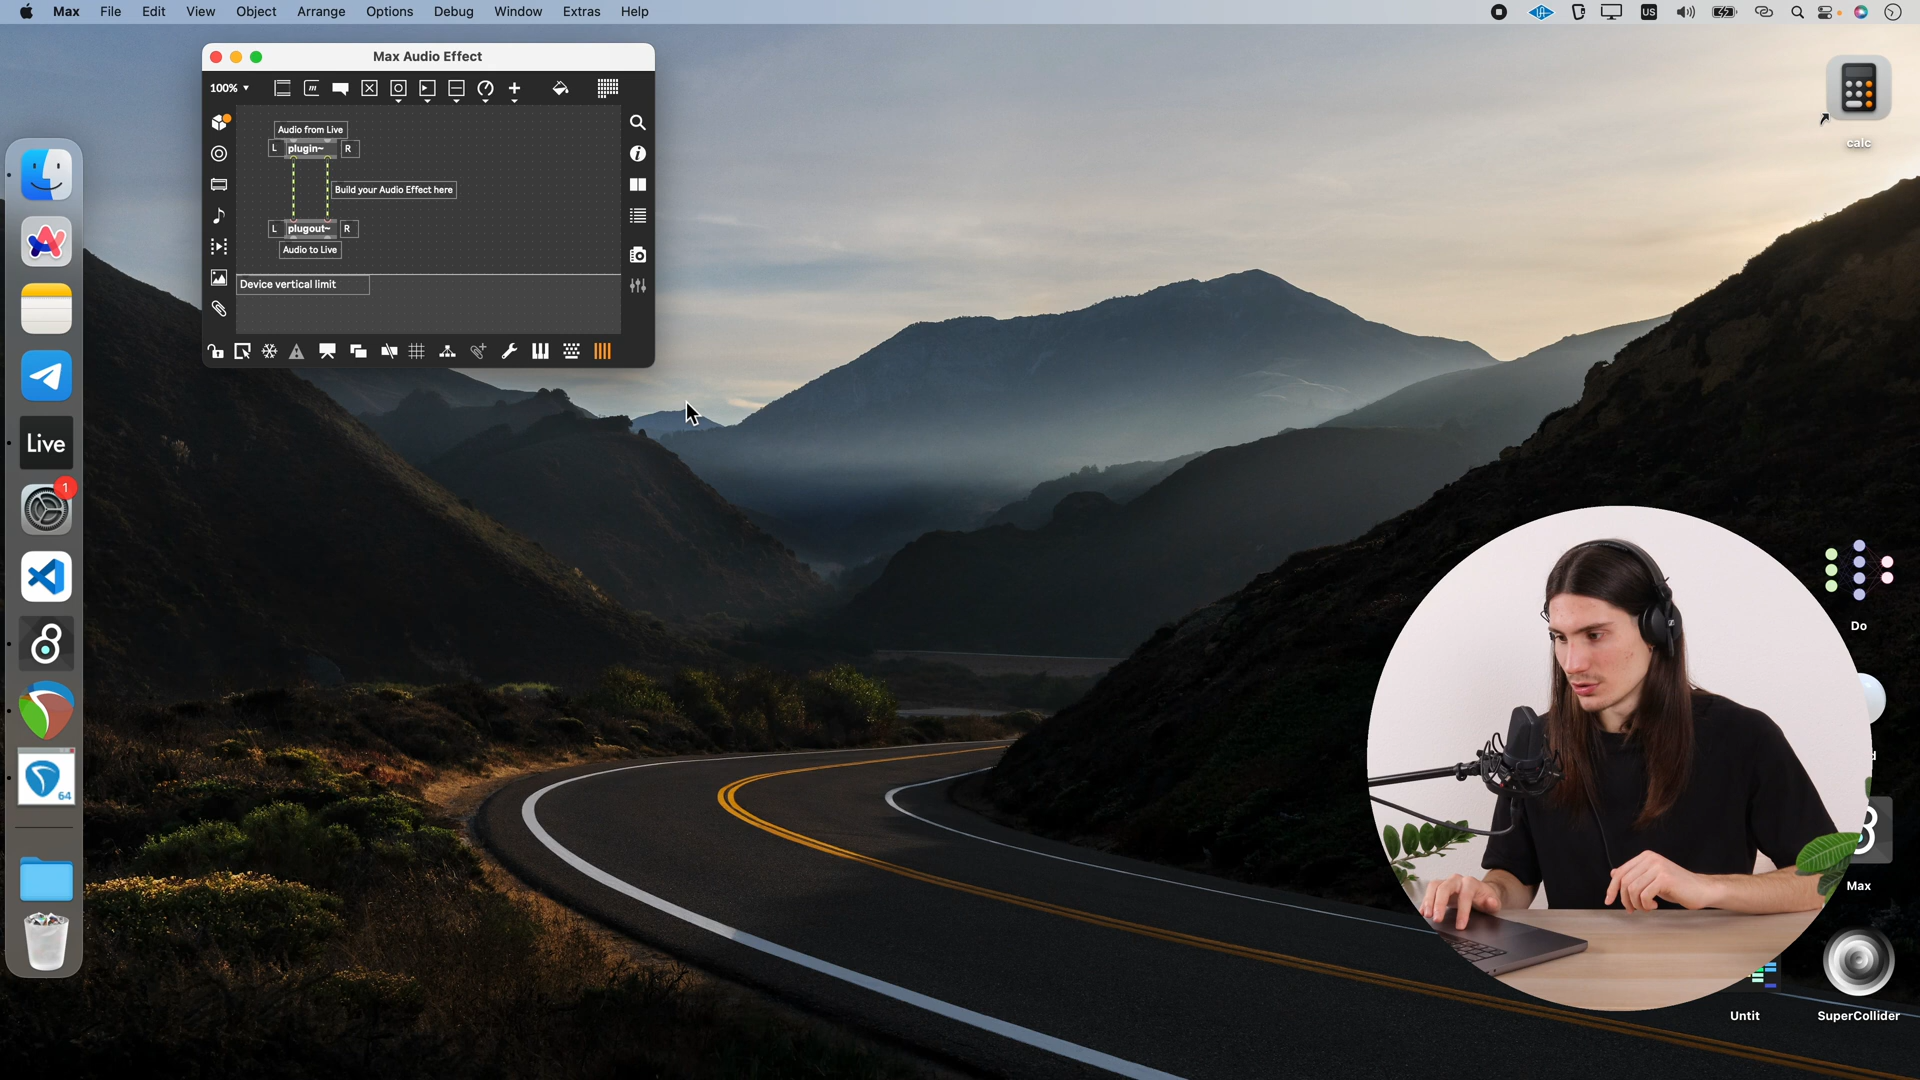 Max File Edit View Object Arrange Options Debug Window Extras Help
US
Max Audio Effect
100%
m
Audio from Live
L plugin~ R
Build your Audio Effect here
L plugout~ R
Audio to Live
Device vertical limit
Live
1
64
calc
Do
Max
Untit
SuperCollider